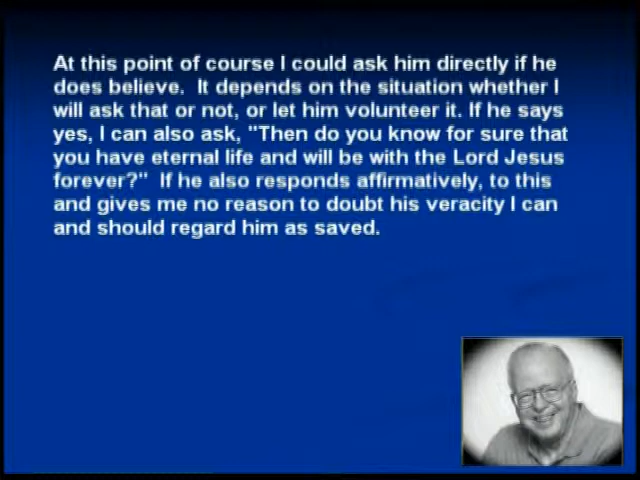 At this point of course I could ask him directly if he
does believe.  It depends on the situation whether I
will ask that or not, or let him volunteer it. If he says
yes, I can also ask, "Then do you know for sure that
you have eternal life and will be with the Lord Jesus
forever?"  If he also responds affirmatively, to this
and gives me no reason to doubt his veracity I can
and should regard him as saved.